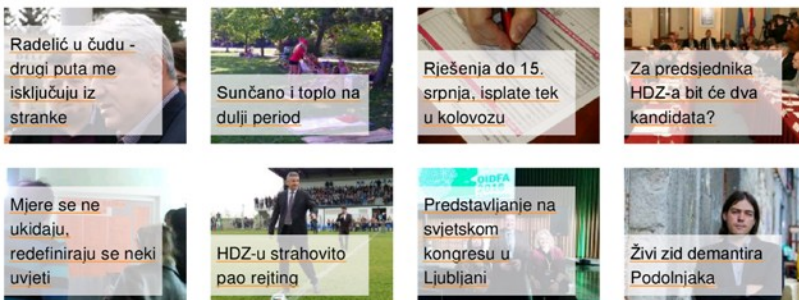 Radelić u čudu -
drugi puta me
isključuju iz
stranke
Sunčano i toplo na
dulji period
Rješenja do 15.
srpnja, isplate tek
u kolovozu
Za predsjednika
HDZ-a bit će dva
kandidata?
Mjere se ne
ukidaju,
redefiniraju se neki
uvjeti
HDZ-u strahovito
pao rejting
OIDFA
Predstavljanje na
svjetskom
kongresu u
Ljubljani
Živi zid demantira
Podolnjaka